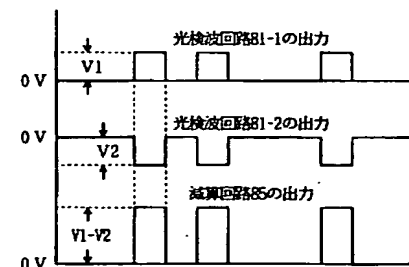 光検波回路81-1の出力
V1
0 V
光検波回路81-2の出力
0 V
V2
減算回路85の出力
V1-V2
0 V